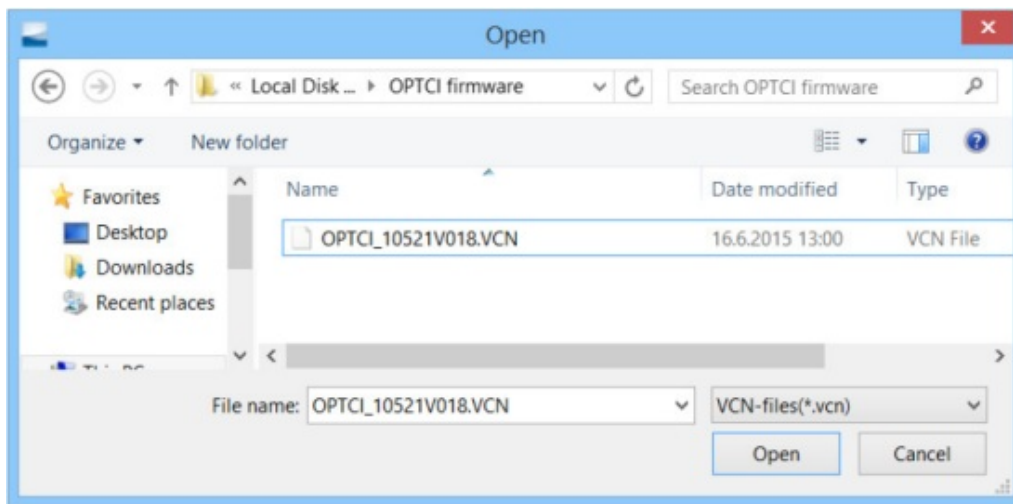 Open
« Local Disk ... ▸ OPTCI firmware
Search OPTCI firmware
Organize
New folder
Name
Date modified
Type
Favorites
Desktop
Downloads
Recent places
OPTCI_10521V018.VCN
16.6.2015 13:00
VCN File
File name: OPTCI_10521V018.VCN
VCN-files(*.vcn)
Open
Cancel